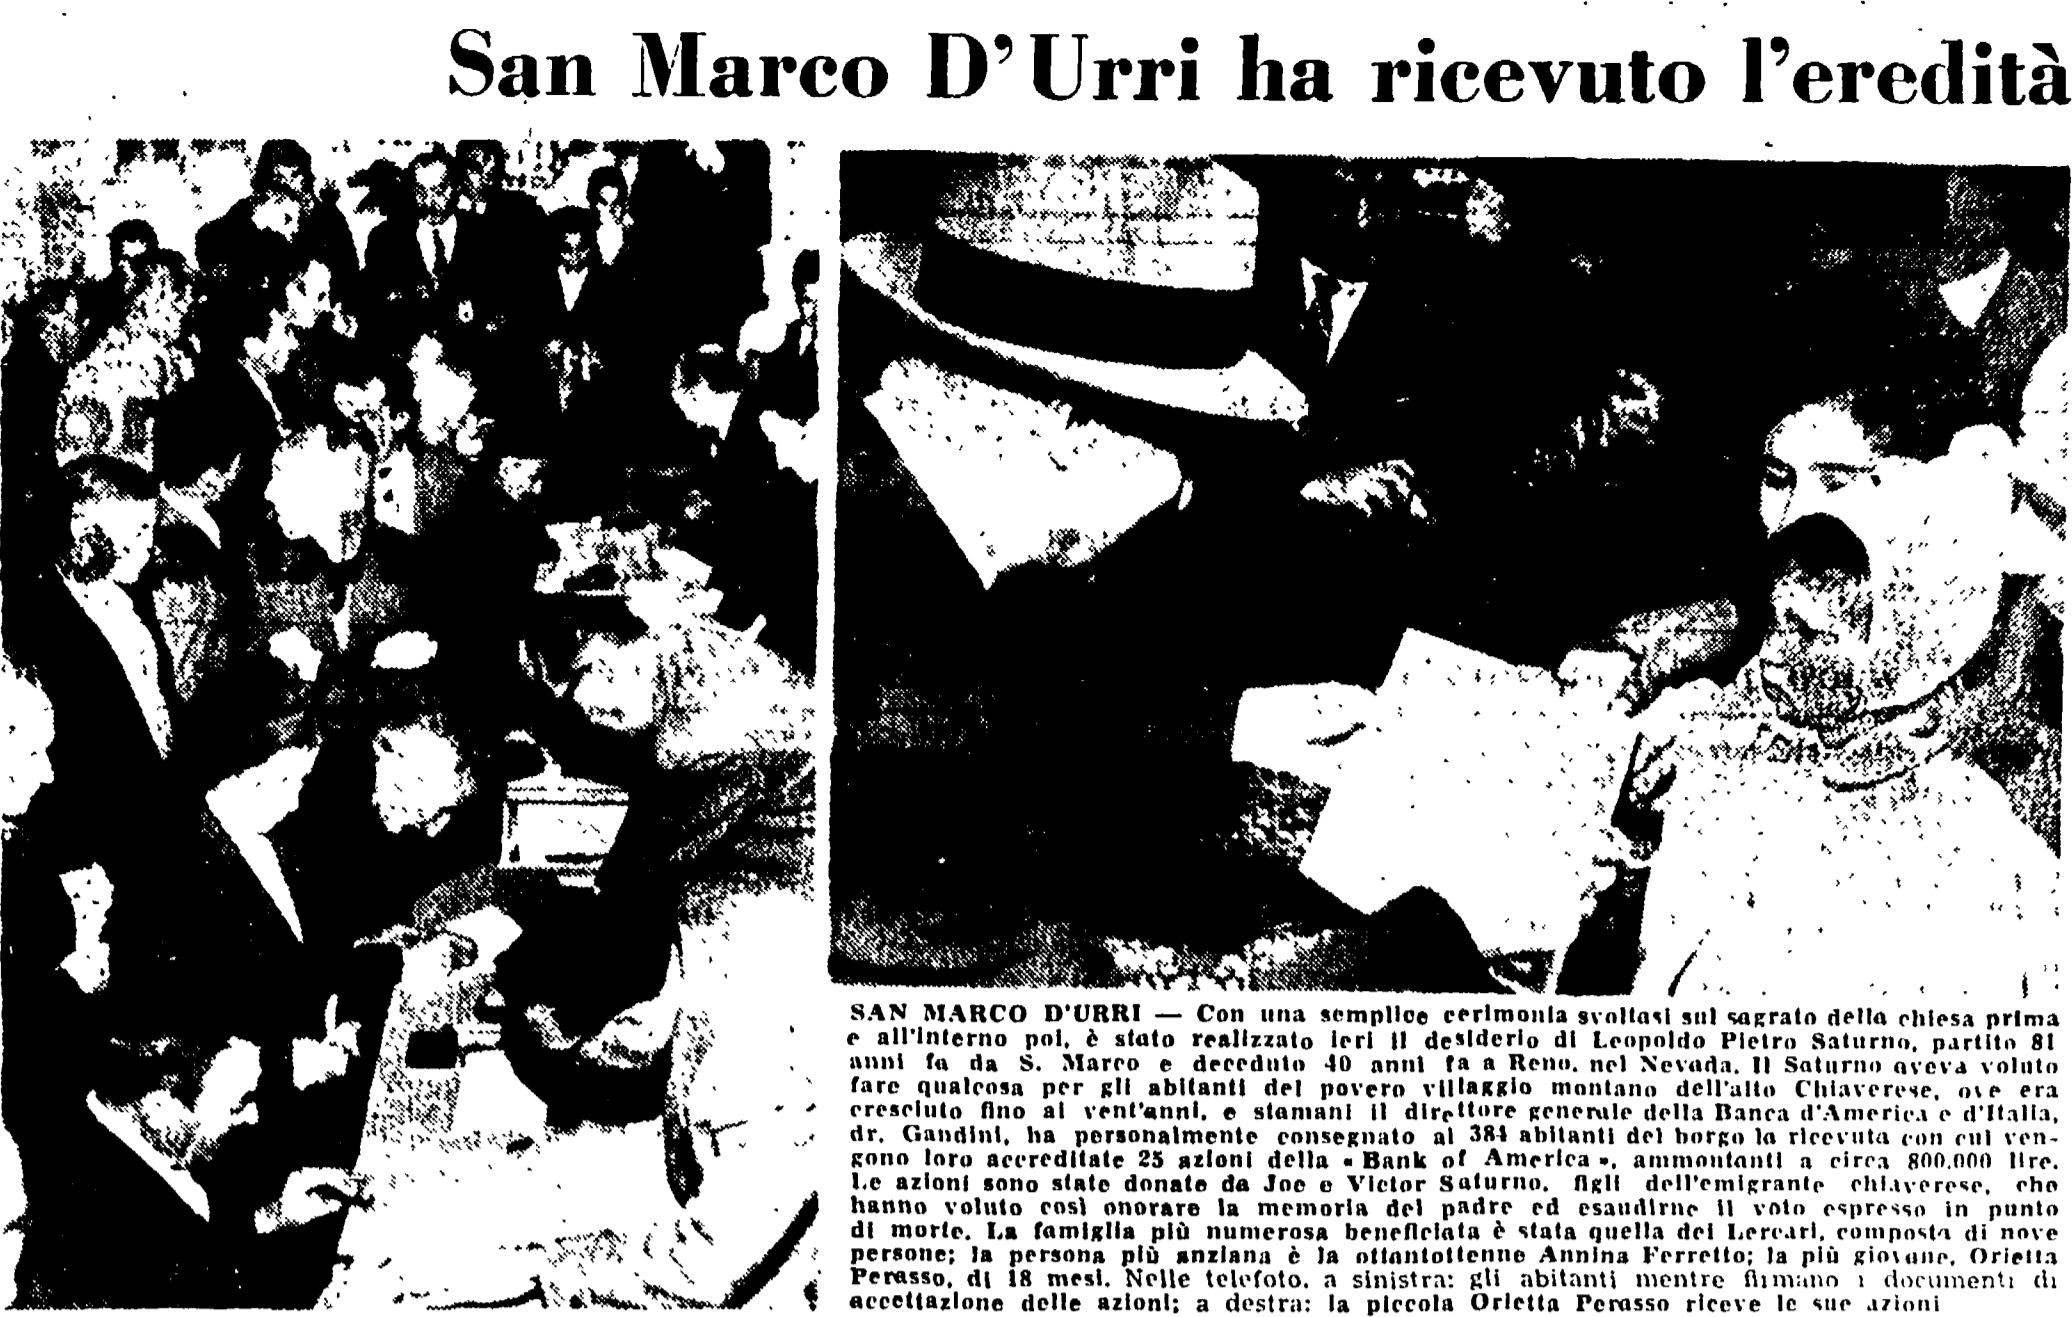 San Marco D'Urri ha ricevuto l'eredità
SAN MARCO D'URRI — Con una semplice cerimonia svoltasi sul sagrato della chiesa prima
e all'interno poi, è stato realizzato ieri il desiderio di Leopoldo Pietro Saturno, partito 81
anni fa da S. Marco e deceduto 40 anni fa a Reno, nel Nevada. Il Saturno aveva voluto
fare qualcosa per gli abitanti del povero villaggio montano dell'alto Chiaverese, ove era
cresciuto fino ai vent'anni, e stamani il direttore generale della Banca d'America e d'Italia,
dr. Gandini, ha personalmente consegnato ai 384 abitanti del borgo la ricevuta con cui ven-
gono loro accreditate 25 azioni della « Bank of America », ammontanti a circa 800.000 lire.
Le azioni sono state donate da Joe e Victor Saturno, figli dell'emigrante chiaverese, che
hanno voluto così onorare la memoria del padre ed esaudirne il voto espresso in punto
di morte. La famiglia più numerosa beneficiata è stata quella dei Lercari, composta di nove
persone; la persona più anziana è la ottantottenne Annina Ferretto; la più giovane, Orietta
Perasso, di 18 mesi. Nelle telefoto, a sinistra: gli abitanti mentre firmano i documenti di
accettazione delle azioni; a destra: la piccola Orietta Perasso riceve le sue azioni